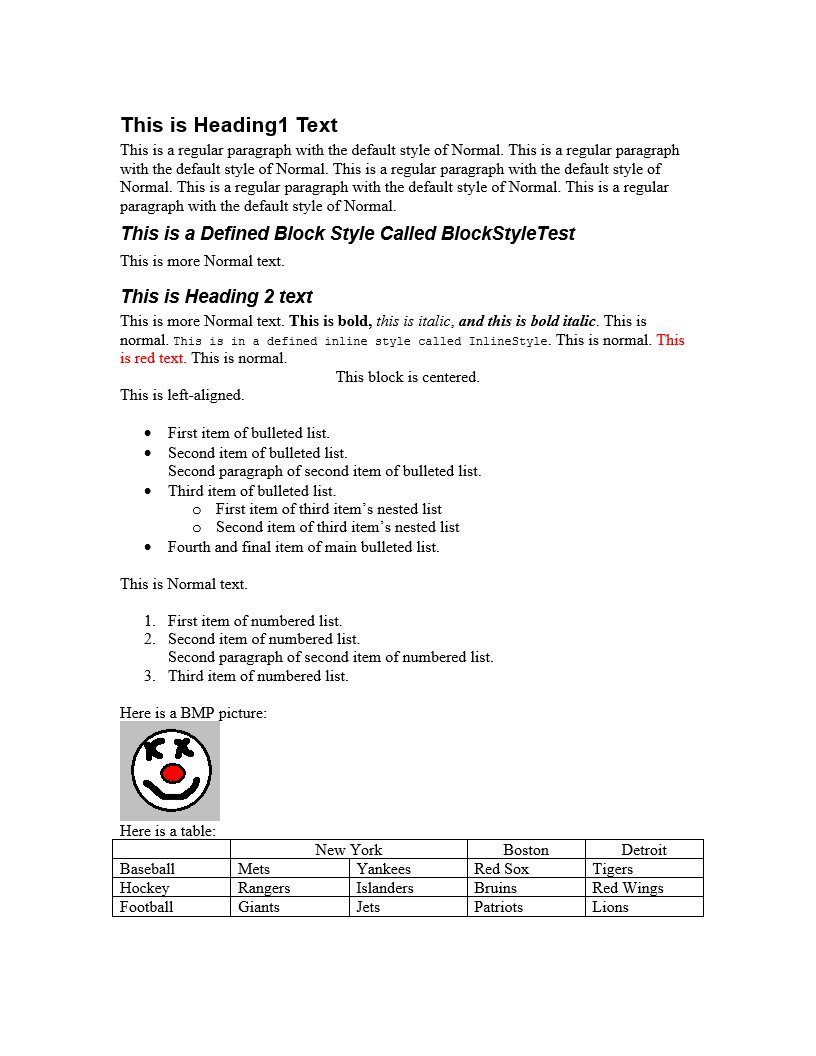 This is Heading1 Text
This is a regular paragraph with the default style of Normal. This is a regular paragraph
with the default style of Normal. This is a regular paragraph with the default style of
Normal. This is a regular paragraph with the default style of Normal. This is a regular
paragraph with the default style of Normal.
This is a Defined Block Style Called BlockStyleTest
This is more Normal text.
This is Heading 2 text
This is more Normal text. This is bold, this is italic, and this is bold italic. This is
normal. This is in a defined inline style called InlineStyle. This is normal. This
is red text. This is normal.
This block is centered.
This is left-aligned.
• First item of bulleted list.
• Second item of bulleted list.
Second paragraph of second item of bulleted list.
• Third item of bulleted list.
o First item of third item’s nested list
o Second item of third item’s nested list
• Fourth and final item of main bulleted list.
This is Normal text.
1. First item of numbered list.
2. Second item of numbered list.
Second paragraph of second item of numbered list.
3. Third item of numbered list.
Here is a BMP picture:
Here is a table:
New York Boston Detroit
Baseball Mets Yankees Red Sox Tigers
Hockey Rangers Islanders Bruins Red Wings
Football Giants Jets Patriots Lions